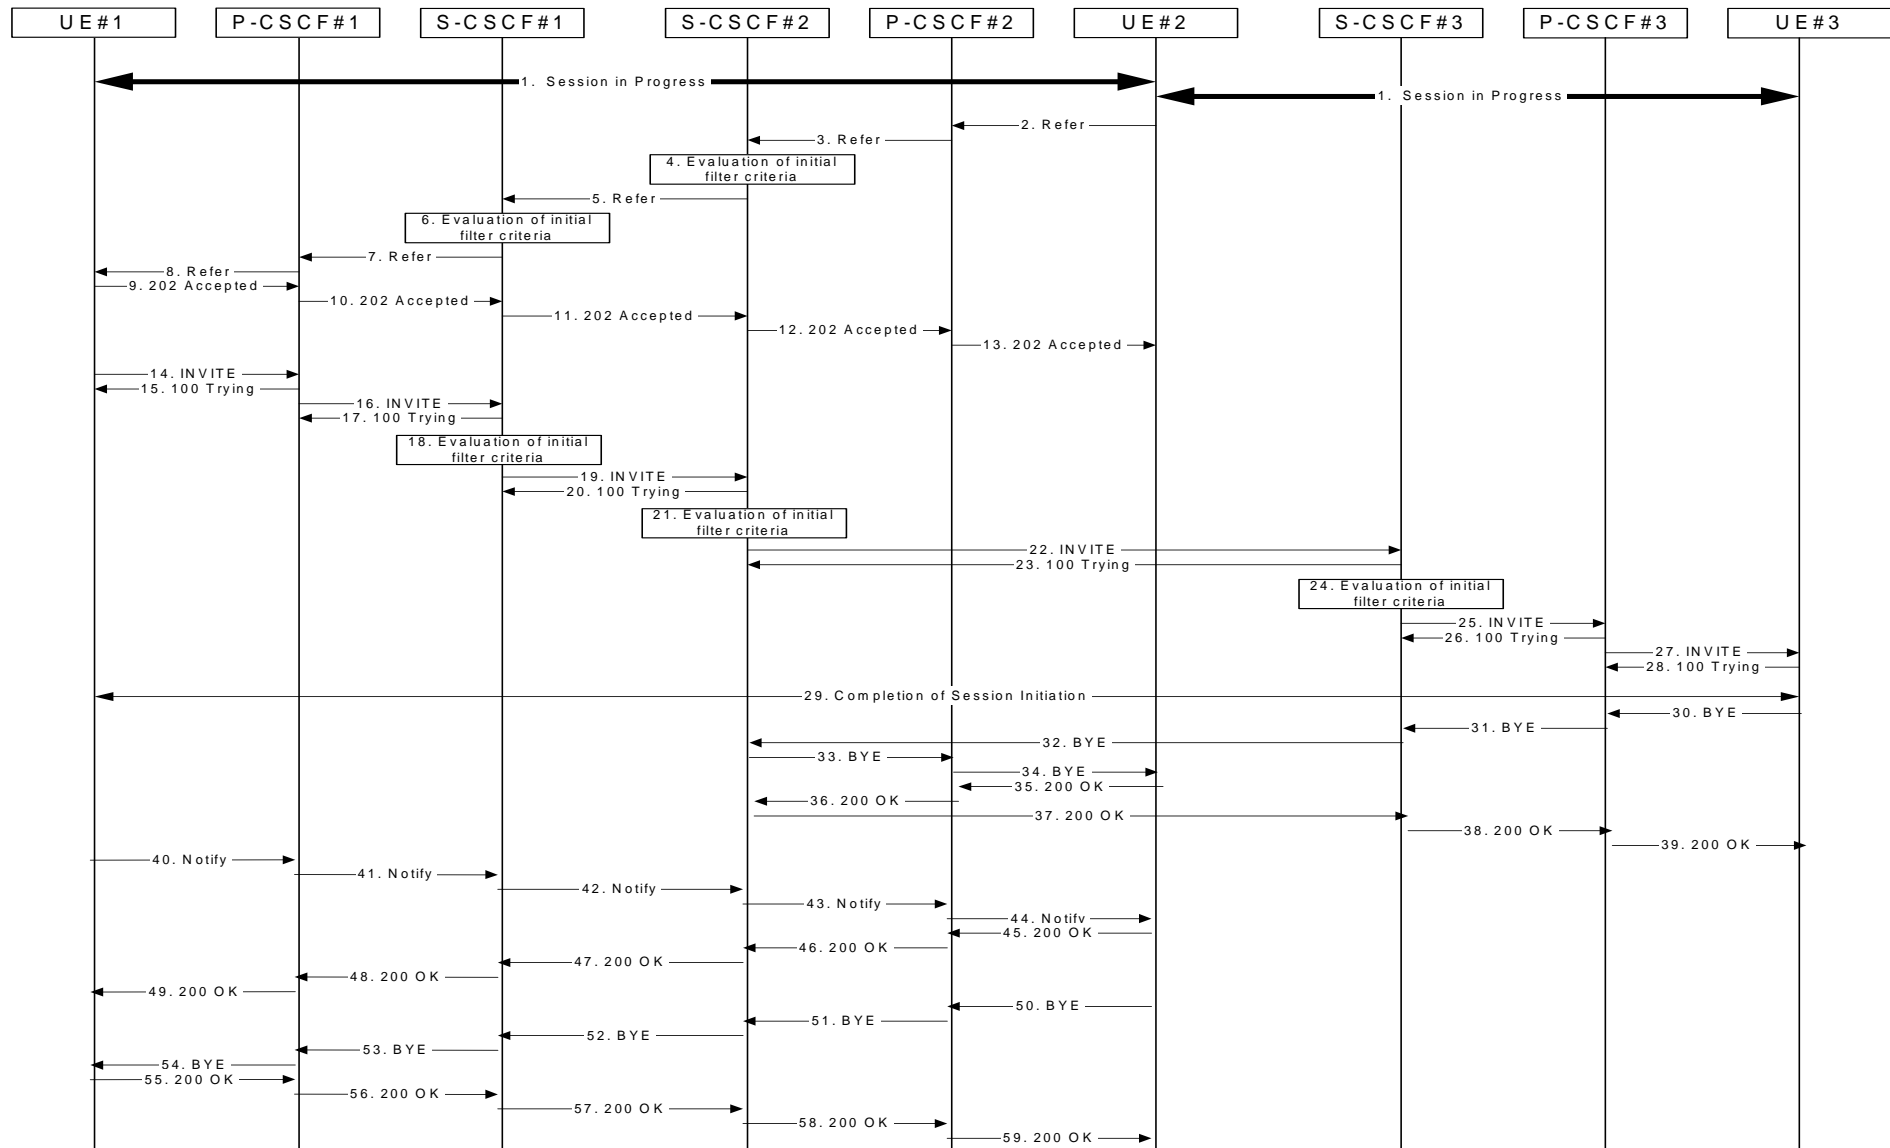 UE#1
P-CSCF#1
S-CSCF#1
S-CSCF#2
P-CSCF#2
UE#2
S-CSCF#3
P-CSCF#3
UE#3
1. Session in Progress
1. Session in Progress
2. Refer
3. Refer
4. Evaluation of initial
filter criteria
5. Refer
6. Evaluation of initial
filter criteria
7. Refer
8. Refer
9. 202 Accepted
10. 202 Accepted
11. 202 Accepted
12. 202 Accepted
13. 202 Accepted
14. INVITE
15. 100 Trying
16. INVITE
17. 100 Trying
18. Evaluation of initial
filter criteria
19. INVITE
20. 100 Trying
21. Evaluation of initial
filter criteria
22. INVITE
23. 100 Trying
24. Evaluation of initial
filter criteria
25. INVITE
26. 100 Trying
27. INVITE
28. 100 Trying
29. Completion of Session Initiation
30. BYE
31. BYE
32. BYE
33. BYE
34. BYE
35. 200 OK
36. 200 OK
37. 200 OK
38. 200 OK
39. 200 OK
40. Notify
41. Notify
42. Notify
43. Notify
44. Notify
45. 200 OK
46. 200 OK
47. 200 OK
48. 200 OK
49. 200 OK
50. BYE
51. BYE
52. BYE
53. BYE
54. BYE
55. 200 OK
56. 200 OK
57. 200 OK
58. 200 OK
59. 200 OK